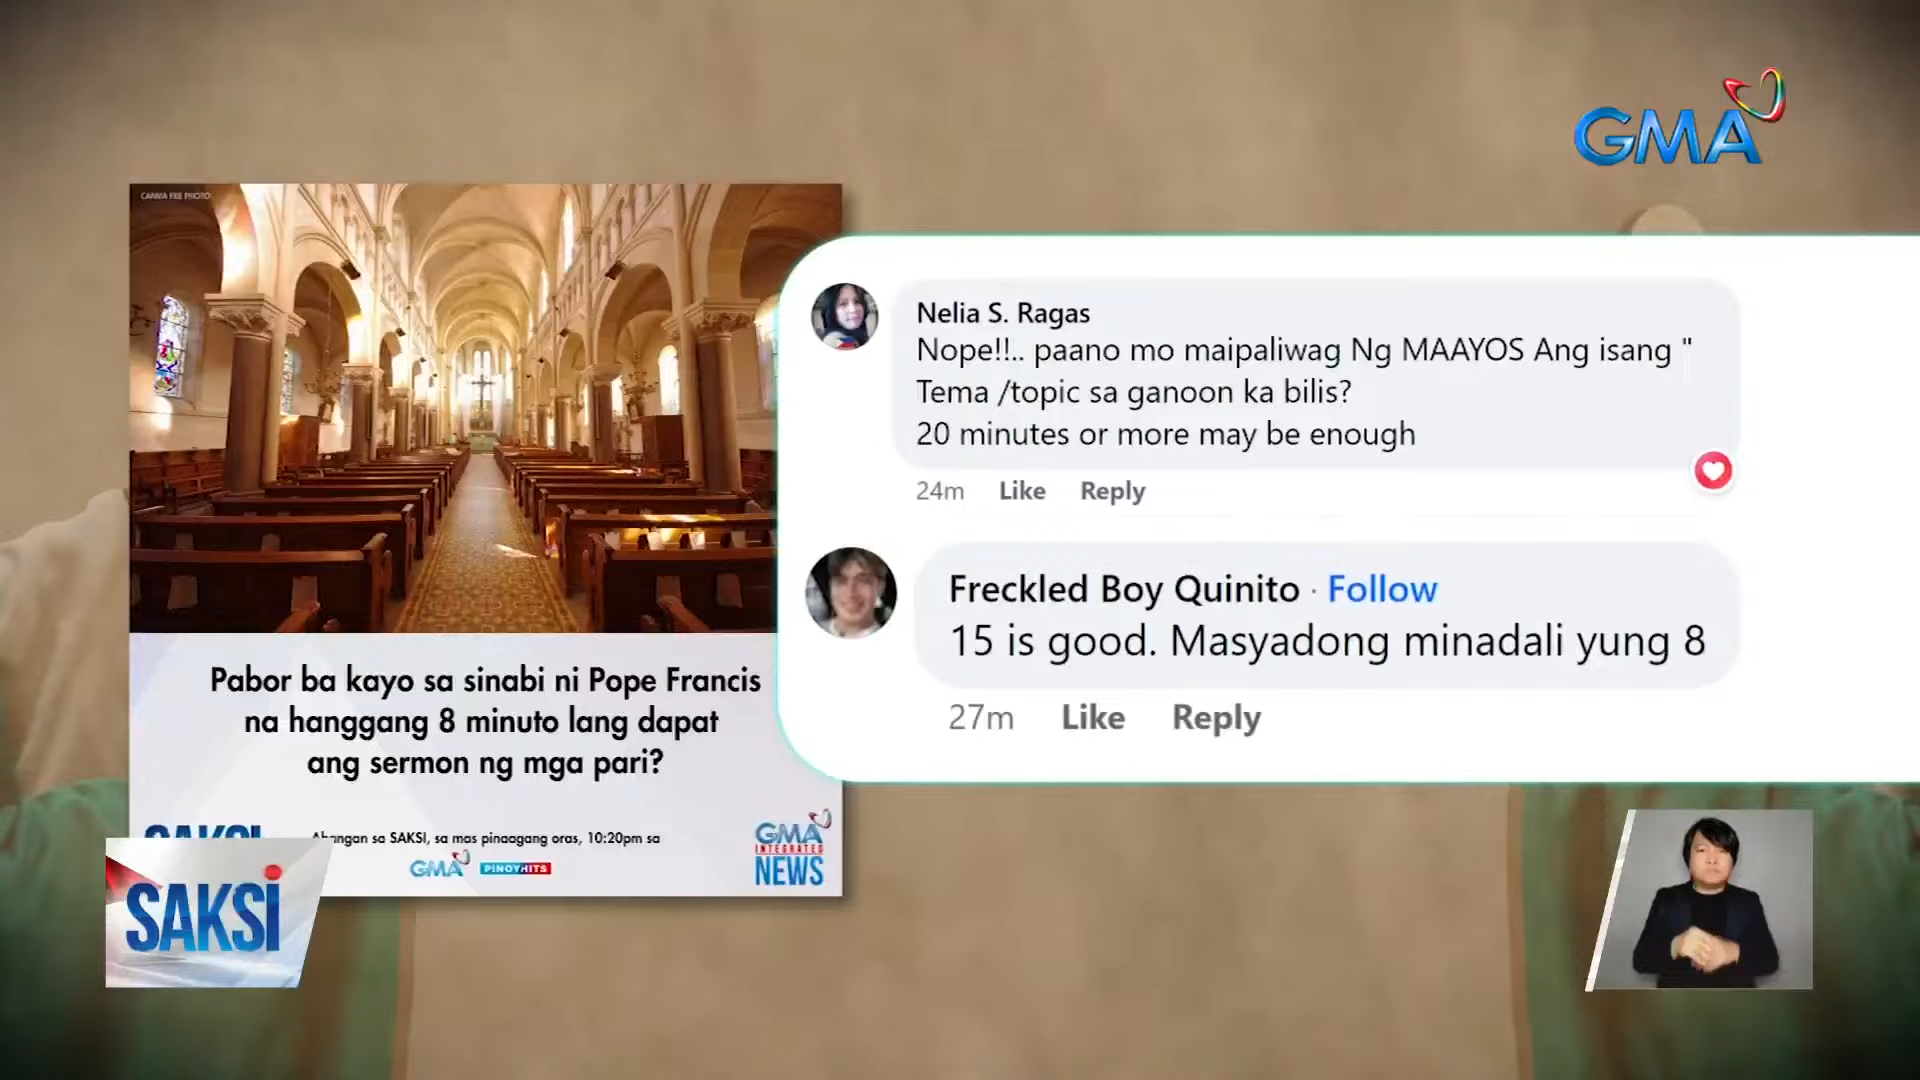 GMA
CANVA FREE PHOTO
Nelia S. Ragas
Nope!!.. paano mo maipaliwag Ng MAAYOS Ang isang "
Tema /topic sa ganoon ka bilis?
20 minutes or more may be enough
24m Like Reply
Freckled Boy Quinito · Follow
15 is good. Masyadong minadali yung 8
27m Like Reply
Pabor ba kayo sa sinabi ni Pope Francis
na hanggang 8 minuto lang dapat
ang sermon ng mga pari?
sa SAKSI, sa mas pinaagang oras, 10:20pm sa
GMA PINOYHITS
GMA
INTEGRATED
NEWS
SAKSI